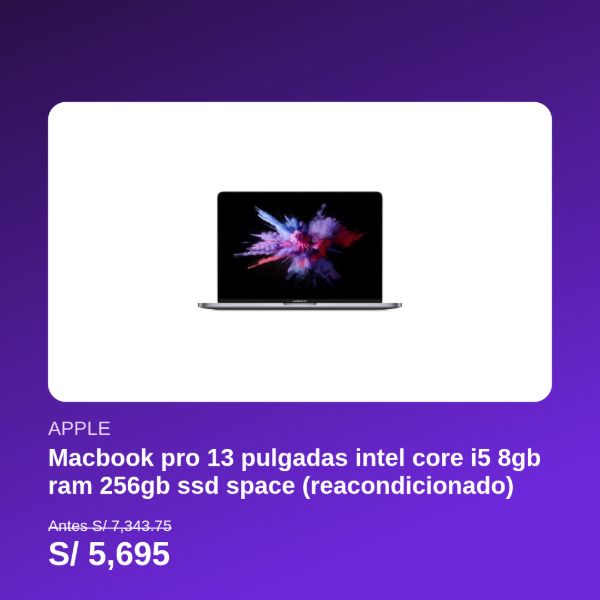 APPLE
Macbook pro 13 pulgadas intel core i5 8gb
ram 256gb ssd space (reacondicionado)
Antes S/ 7,343.75
S/ 5,695